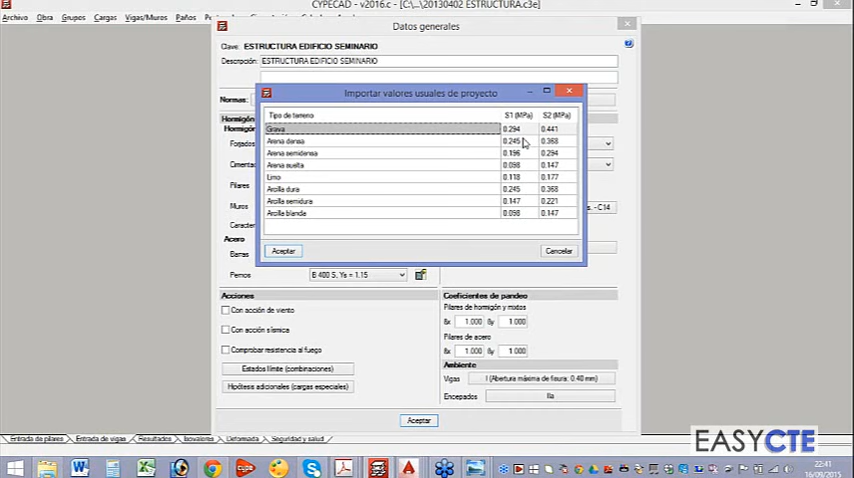 CYPECAD - v2016.c - [C:\...\20130402 ESTRUCTURA.c3e]
Archivo Obra Grupos Cargas Vigas/Muros Paños
Datos generales
Clave: ESTRUCTURA EDIFICIO SEMINARIO
Descripción: ESTRUCTURA EDIFICIO SEMINARIO
Normas:
Importar valores usuales de proyecto
Tipo de terreno S1 (MPa) S2 (MPa)
Grava 0.294 0.441
Arena densa 0.245 0.368
Arena semidensa 0.196 0.294
Arena suelta 0.098 0.147
Limo 0.118 0.177
Arcilla dura 0.245 0.368
Arcilla semidura 0.147 0.221
Arcilla blanda 0.098 0.147
Aceptar Cancelar
Forjados
Pilares
Muros
Acero
Barras
Pernos B 400 S, Ys = 1.15
Acciones
Con acción de viento
Con acción sísmica
Comprobar resistencia al fuego
Estados límite (combinaciones)
Hipótesis adicionales (cargas especiales)
Coeficientes de pandeo
Pilares de hormigón y mixtos
βx 1.000 βy 1.000
Pilares de acero
βx 1.000 βy 1.000
Ambiente
Vigas I (Abertura máxima de fisura: 0.40 mm)
Encepados IIa
Aceptar
Entrada de pilares Entrada de vigas Resultados Isovalores Deformada Seguridad y salud
EASYCTE
22:41
16/09/2015